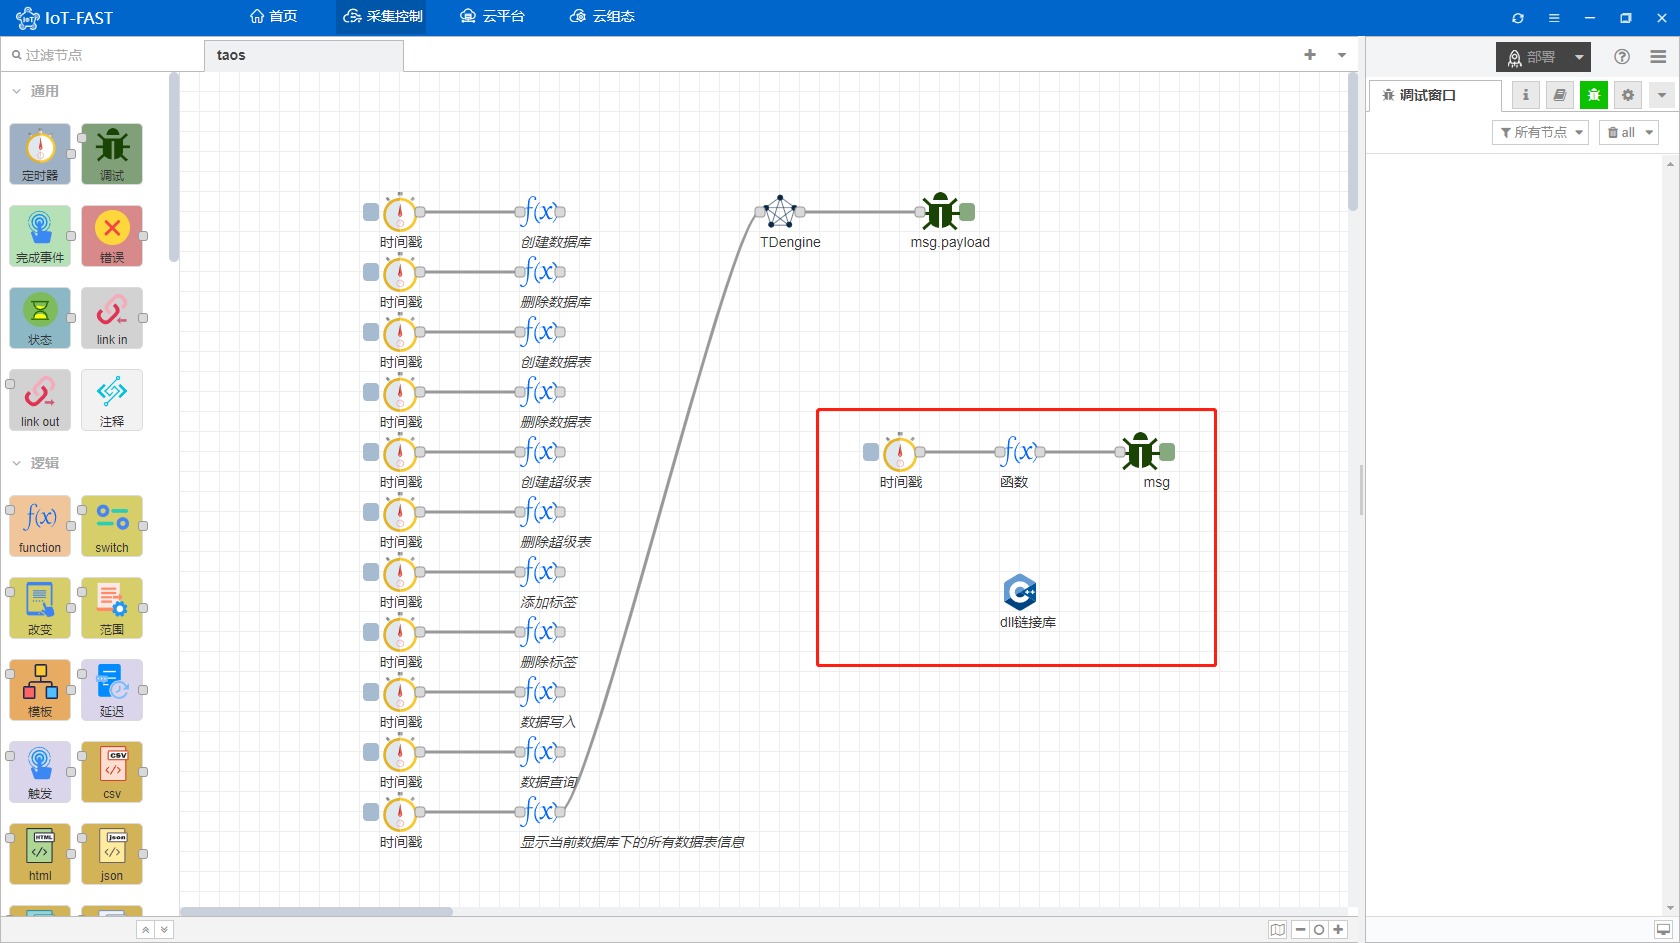 IoT-FAST
首页
采集控制
云平台
云组态
过滤节点
taos
部署
通用
定时器
调试
完成事件
错误
状态
link in
link out
注释
逻辑
function
switch
改变
范围
模板
延迟
触发
csv
html
json
时间戳
创建数据库
时间戳
删除数据库
时间戳
创建数据表
时间戳
删除数据表
时间戳
创建超级表
时间戳
删除超级表
时间戳
添加标签
时间戳
删除标签
时间戳
数据写入
时间戳
数据查询
时间戳
显示当前数据库下的所有数据表信息
TDengine
msg.payload
时间戳
函数
msg
dll链接库
调试窗口
所有节点
all